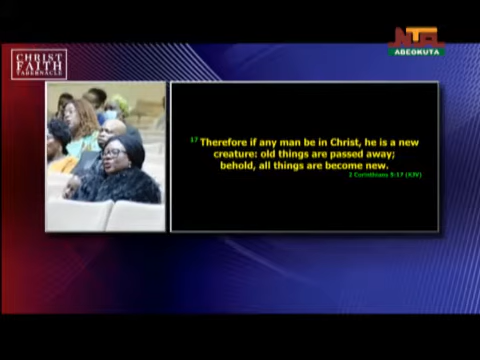 NTA
ABEOKUTA
CHRIST
FAITH
TABERNACLE
17 Therefore if any man be in Christ, he is a new
creature: old things are passed away;
behold, all things are become new.
2 Corinthians 5:17 (KJV)